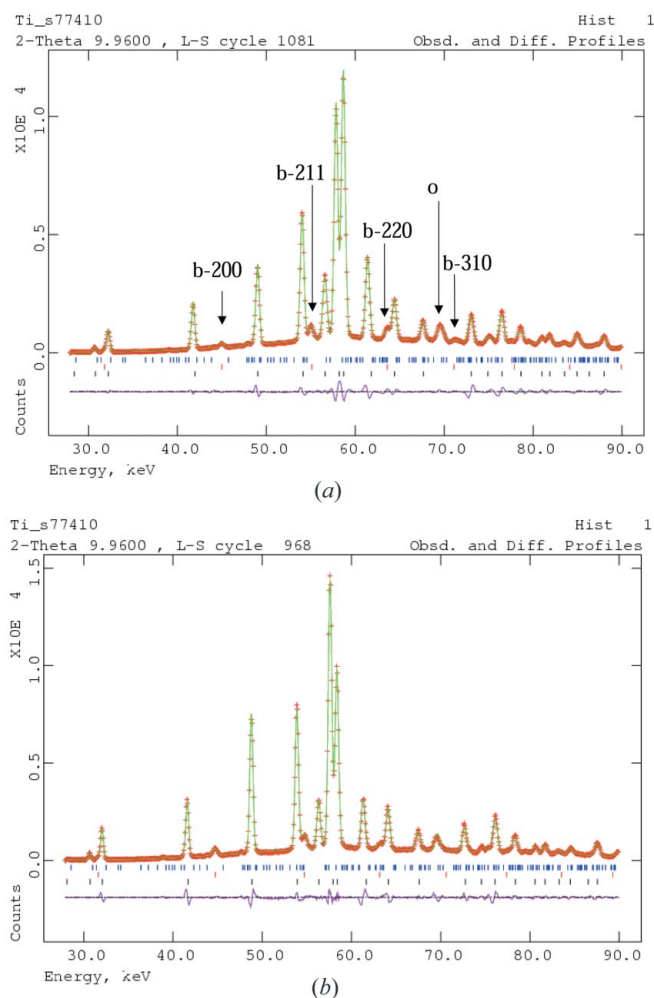 Ti_s77410 Hist 1
2-Theta 9.9600 , L-S cycle 1081 Obsd. and Diff. Profiles
X10E 4
1.0
0.5
0.0
Counts
b-200
b-211
b-220
o
b-310
30.0 40.0 50.0 60.0 70.0 80.0 90.0
Energy, keV
(a)
Ti_s77410 Hist 1
2-Theta 9.9600 , L-S cycle 968 Obsd. and Diff. Profiles
X10E 4
1.5
1.0
0.5
0.0
Counts
30.0 40.0 50.0 60.0 70.0 80.0 90.0
Energy, keV
(b)